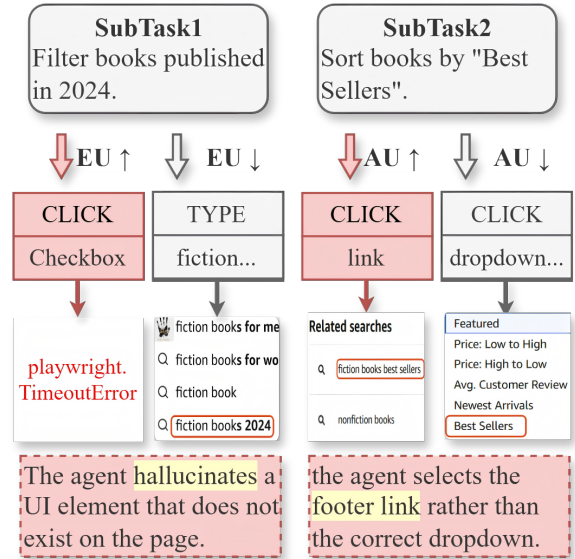 SubTask1
Filter books published
in 2024.
SubTask2
Sort books by "Best
Sellers".
EU ↑
EU ↓
AU ↑
AU ↓
CLICK
Checkbox
TYPE
fiction...
CLICK
link
CLICK
dropdown...
playwright.
TimeoutError
fiction books for me
fiction books for wo
fiction book
fiction books 2024
Related searches
fiction books best sellers
nonfiction books
Featured
Price: Low to High
Price: High to Low
Avg. Customer Review
Newest Arrivals
Best Sellers
The agent hallucinates a
UI element that does not
exist on the page.
the agent selects the
footer link rather than
the correct dropdown.